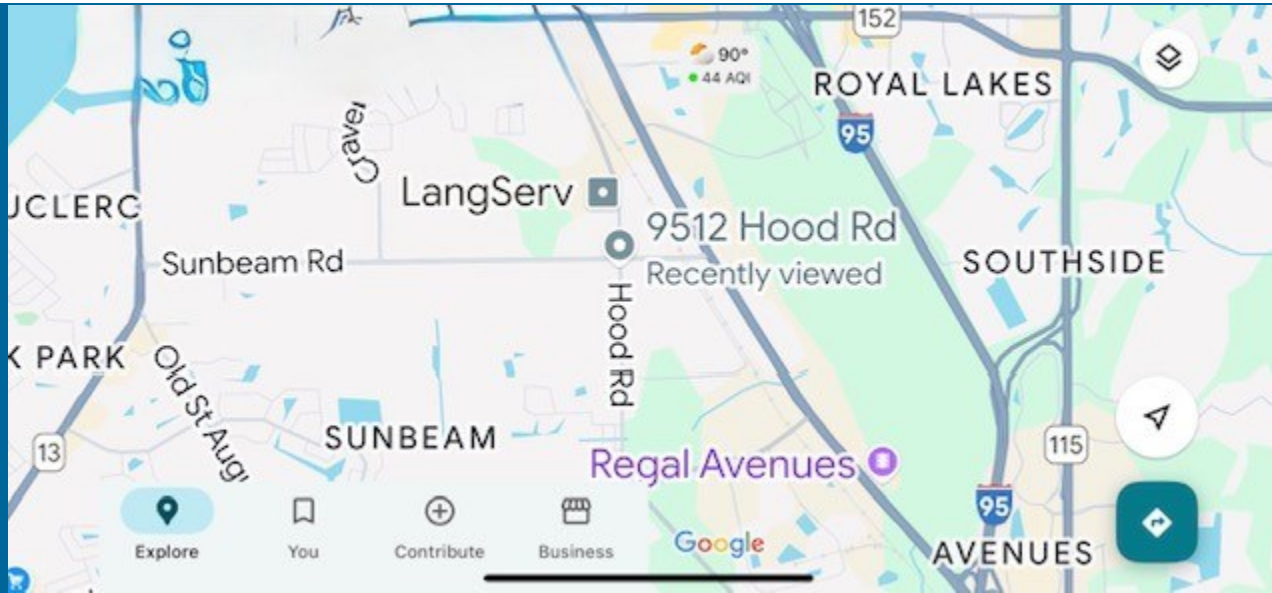 152
90°
44 AQI
ROYAL LAKES
95
Craver
LangServ
9512 Hood Rd
Recently viewed
UCLERC
Sunbeam Rd
SOUTHSIDE
Hood Rd
K PARK
Old St Aug
SUNBEAM
13
115
Regal Avenues
95
Explore
You
Contribute
Business
Google
AVENUES